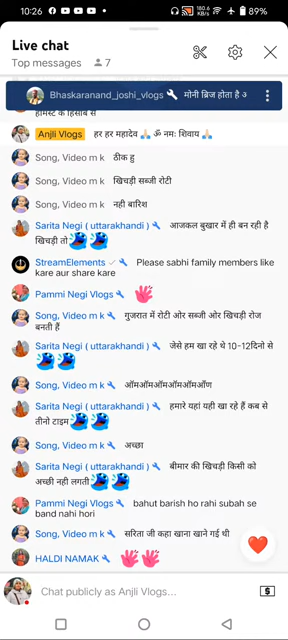 10:26
180.6 K/s
89%
Live chat
Top messages 7
Bhaskaranand_joshi_vlogs मोनी ब्रिज होता है
हिसाब से
Anjli Vlogs हर हर महादेव 🙏 ॐ नमः शिवाय 🙏
Song, Video m k ठीक हु
Song, Video m k खिचड़ी सब्जी रोटी
Song, Video m k नही बारिश
Sarita Negi ( uttarakhandi ) आजकल बुखार में ही बन रही है
खिचड़ी तो
StreamElements Please sabhi family members like
kare aur share kare
Pammi Negi Vlogs
Song, Video m k गुजरात में रोटी ओर सब्जी ओर खिचड़ी रोज
बनती हैं
Sarita Negi ( uttarakhandi ) जेसे हम खा रहे थे 10-12दिनो से
Song, Video m k
Sarita Negi ( uttarakhandi ) हमारे यहां यही खा रहे हैं कब से
तीनो टाइम
Song, Video m k अच्छा
Sarita Negi ( uttarakhandi ) बीमार की खिचड़ी किसी को
अच्छी नही लगती
Pammi Negi Vlogs bahut barish ho rahi subah se
band nahi hori
Song, Video m k सरिता जी कहा खाना खाने गई थी
HALDI NAMAK
Chat publicly as Anjli Vlogs...